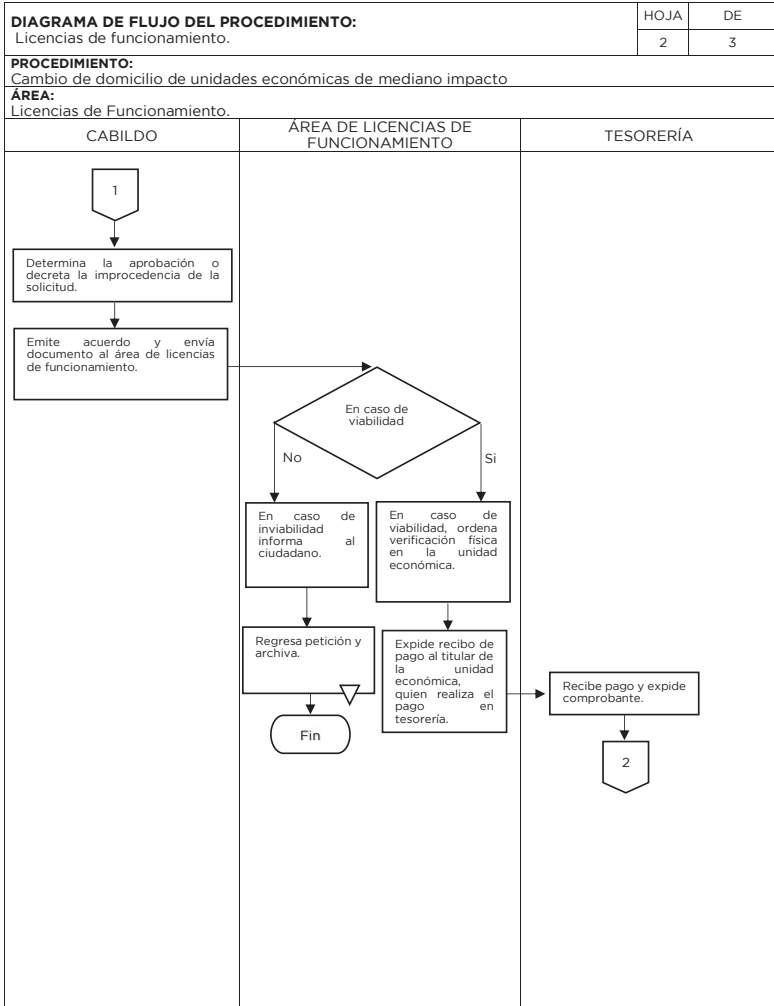 DIAGRAMA DE FLUJO DEL PROCEDIMIENTO:
Licencias de funcionamiento.
HOJA DE
2 3
PROCEDIMIENTO:
Cambio de domicilio de unidades económicas de mediano impacto
ÁREA:
Licencias de Funcionamiento.
CABILDO
ÁREA DE LICENCIAS DE
FUNCIONAMIENTO
TESORERÍA
1
Determina la aprobación o
decreta la improcedencia de la
solicitud.
Emite acuerdo y envía
documento al área de licencias
de funcionamiento.
En caso de
viabilidad
No
Si
En caso de
inviabilidad
informa al
ciudadano.
En caso de
viabilidad, ordena
verificación física
en la unidad
económica.
Regresa petición y
archiva.
Fin
Expide recibo de
pago al titular de
la unidad
económica,
quien realiza el
pago en
tesorería.
Recibe pago y expide
comprobante.
2